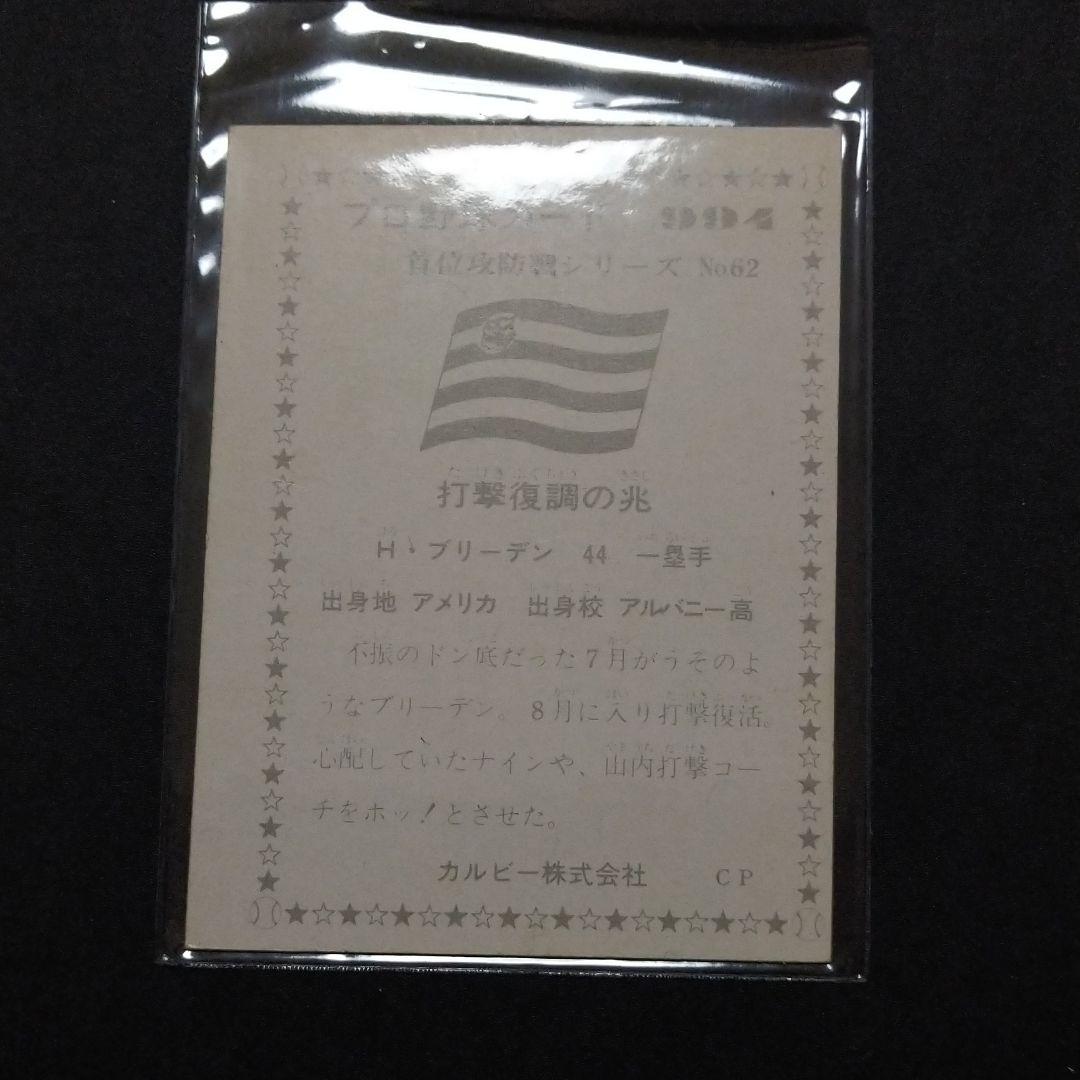 プロ野球カード 994
首位攻防戦シリーズ No.62
打撃復調の兆
H・ブリーデン 44 一塁手
出身地 アメリカ 出身校 アルバニー高
不振のドン底だった7月がうそのよ
うなブリーデン。8月に入り打撃復活。
心配していたナインや、山内打撃コー
チをホッ!とさせた。
カルビー株式会社 CP